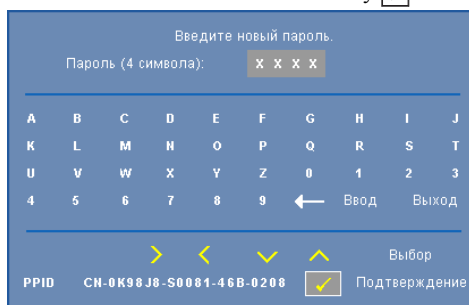 Введите новый пароль.
Пароль (4 символа): X X X X
A B C D E F G H I J
K L M N O P Q R S T
U V W X Y Z 0 1 2 3
4 5 6 7 8 9 ← Ввод Выход
Выбор
PPID CN-0K98J8-S0081-46B-0208 Подтверждение